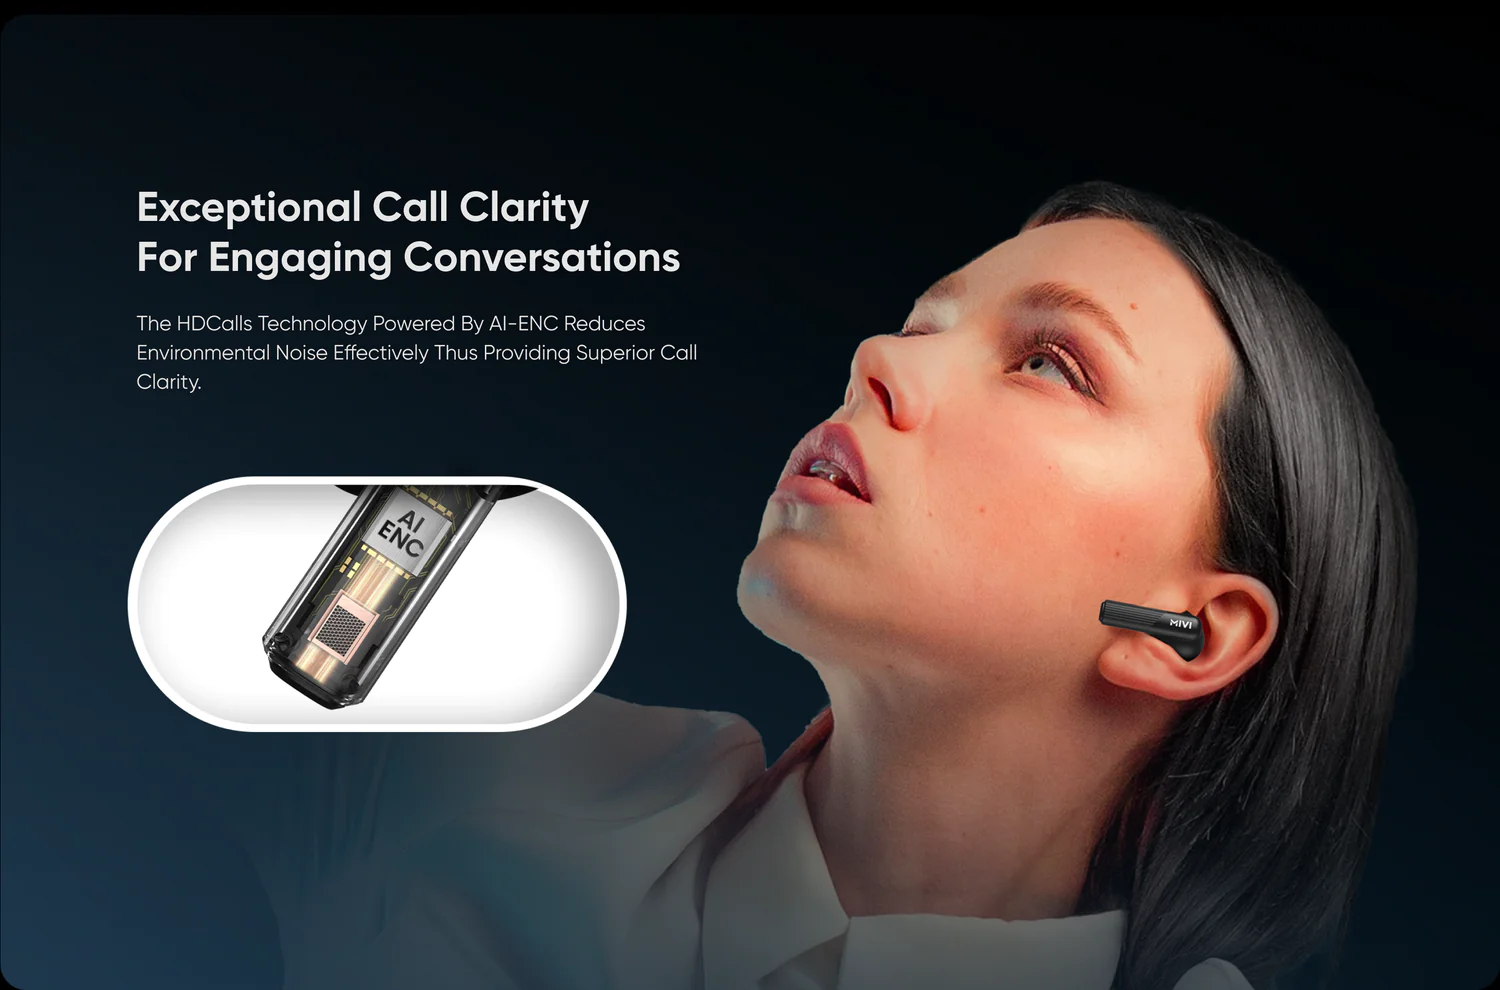 Exceptional Call Clarity
For Engaging Conversations
The HDCalls Technology Powered By AI-ENC Reduces
Environmental Noise Effectively Thus Providing Superior Call
Clarity.
AI
ENC
MIVI